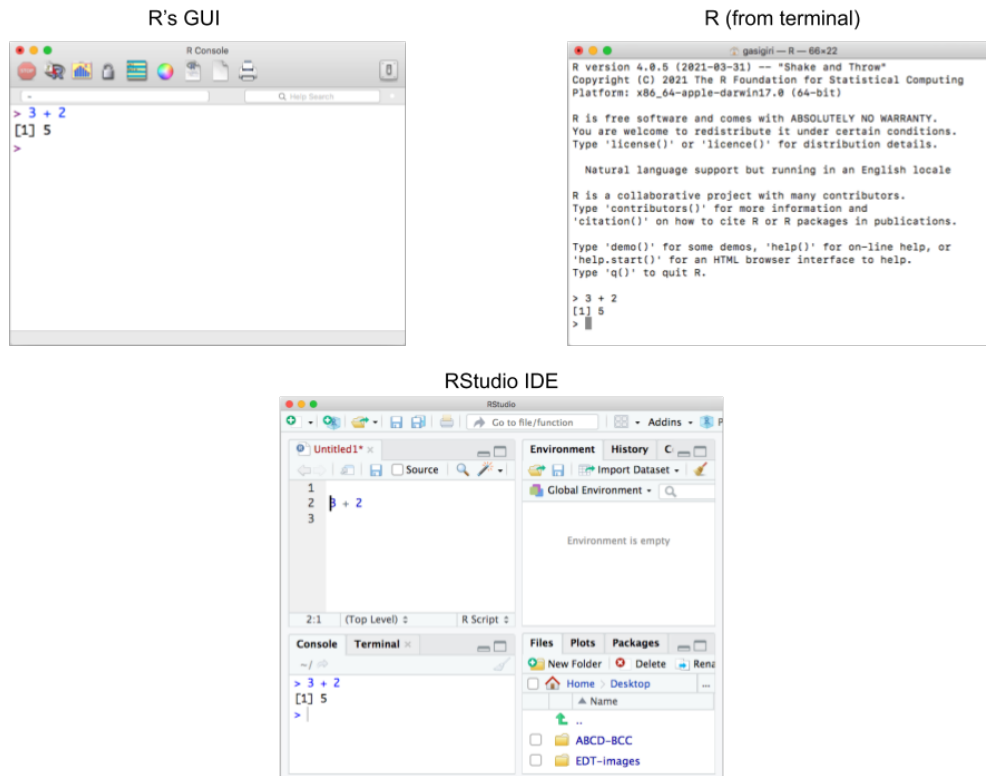 R's GUI
R (from terminal)
R Console
Q Help Search
> 3 + 2
[1] 5
>
gasigiri — R — 66×22
R version 4.0.5 (2021-03-31) -- "Shake and Throw"
Copyright (C) 2021 The R Foundation for Statistical Computing
Platform: x86_64-apple-darwin17.0 (64-bit)
R is free software and comes with ABSOLUTELY NO WARRANTY.
You are welcome to redistribute it under certain conditions.
Type 'license()' or 'licence()' for distribution details.
Natural language support but running in an English locale
R is a collaborative project with many contributors.
Type 'contributors()' for more information and
'citation()' on how to cite R or R packages in publications.
Type 'demo()' for some demos, 'help()' for on-line help, or
'help.start()' for an HTML browser interface to help.
Type 'q()' to quit R.
> 3 + 2
[1] 5
>
RStudio IDE
RStudio
Go to file/function
Addins
P
Untitled1*
Source
1
2 3 + 2
3
2:1 (Top Level) R Script
Environment History C
Import Dataset
Global Environment
Environment is empty
Console Terminal
~/
> 3 + 2
[1] 5
>
Files Plots Packages
New Folder Delete Rena
Home Desktop ...
Name
..
ABCD-BCC
EDT-images